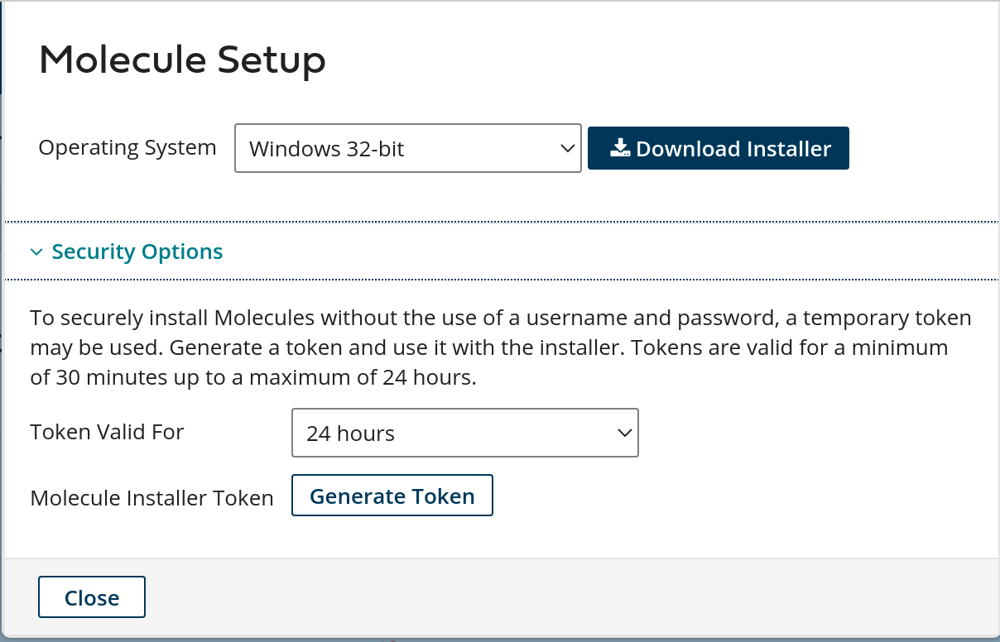 Molecule Setup
Operating System Windows 32-bit Download Installer
Security Options
To securely install Molecules without the use of a username and password, a temporary token
may be used. Generate a token and use it with the installer. Tokens are valid for a minimum
of 30 minutes up to a maximum of 24 hours.
Token Valid For 24 hours
Molecule Installer Token Generate Token
Close